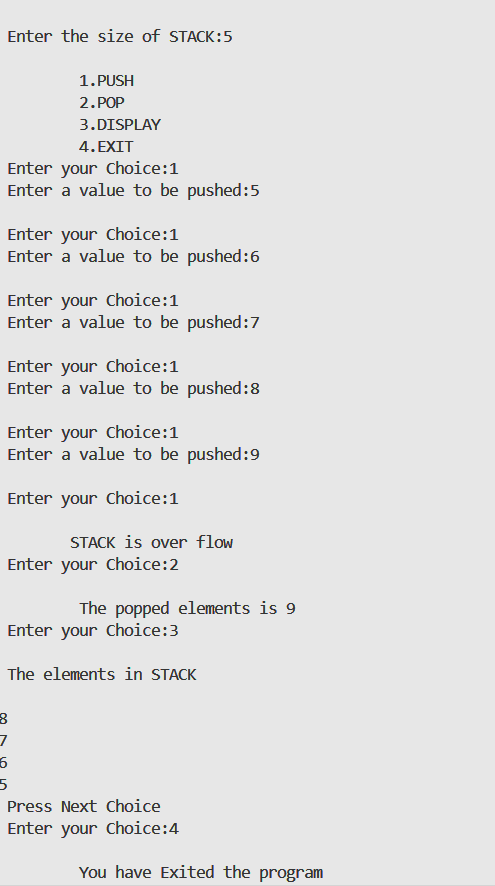 Enter the size of STACK:5
1.PUSH
2.POP
3.DISPLAY
4.EXIT
Enter your Choice:1
Enter a value to be pushed:5
Enter your Choice:1
Enter a value to be pushed:6
Enter your Choice:1
Enter a value to be pushed:7
Enter your Choice:1
Enter a value to be pushed:8
Enter your Choice:1
Enter a value to be pushed:9
Enter your Choice:1
STACK is over flow
Enter your Choice:2
The popped elements is 9
Enter your Choice:3
The elements in STACK
8
7
6
5
Press Next Choice
Enter your Choice:4
You have Exited the program